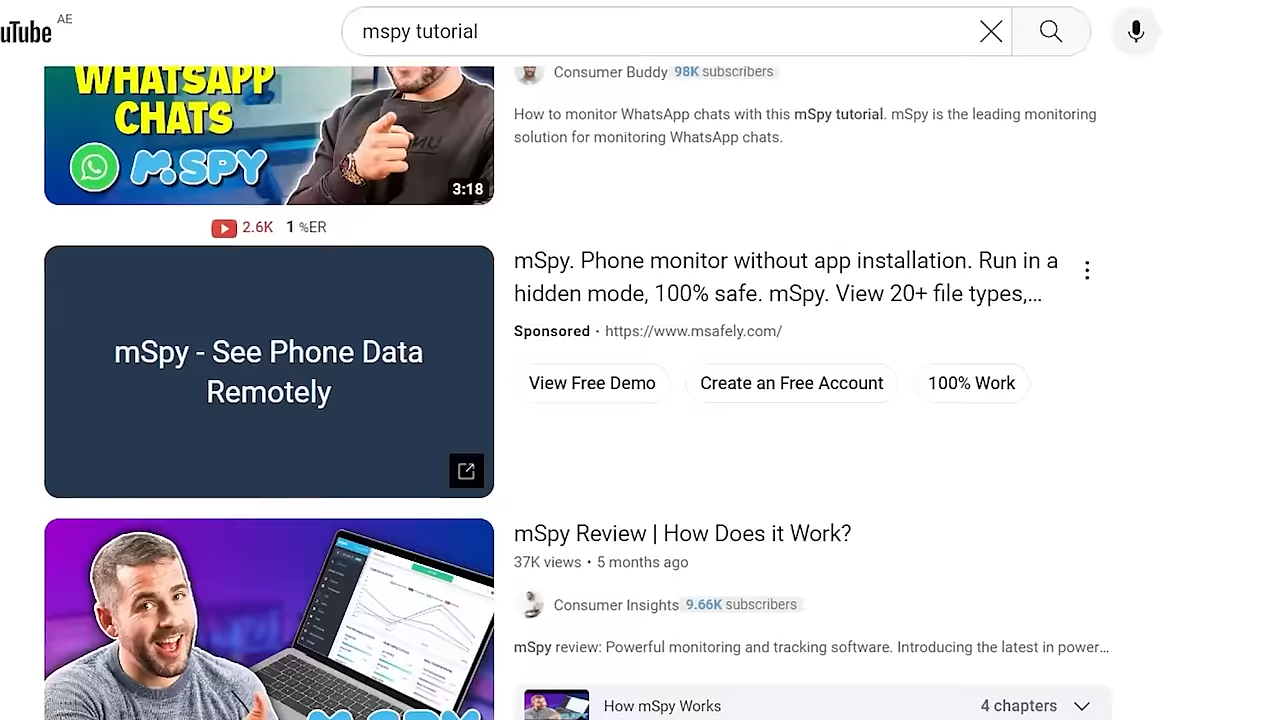 uTube
AE
mspy tutorial
WHATSAPP
CHATS
mSPY
3:18
Consumer Buddy 98K subscribers
How to monitor WhatsApp chats with this mSpy tutorial. mSpy is the leading monitoring
solution for monitoring WhatsApp chats.
2.6K 1 %ER
mSpy - See Phone Data
Remotely
mSpy. Phone monitor without app installation. Run in a
hidden mode, 100% safe. mSpy. View 20+ file types,...
Sponsored · https://www.msafely.com/
View Free Demo
Create an Free Account
100% Work
mSpy Review | How Does it Work?
37K views • 5 months ago
Consumer Insights 9.66K subscribers
mSpy review: Powerful monitoring and tracking software. Introducing the latest in power...
How mSpy Works
4 chapters